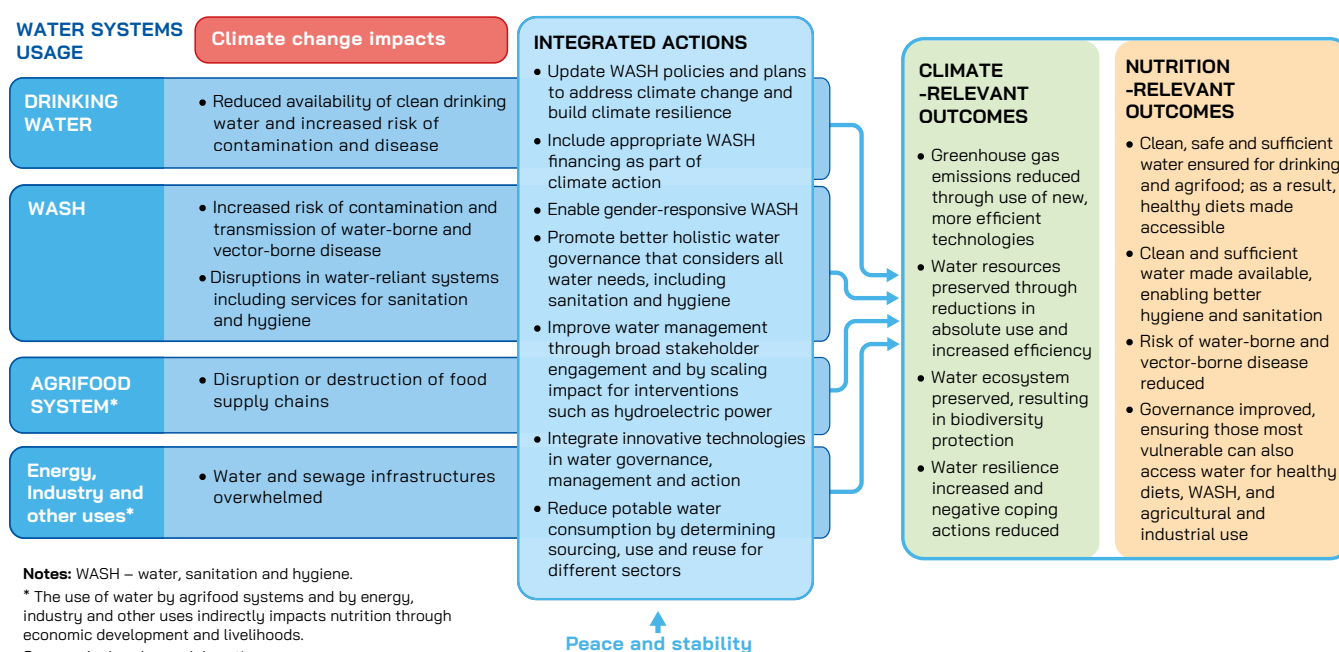 WATER SYSTEMS
USAGE
Climate change impacts
DRINKING
WATER
• Reduced availability of clean drinking
water and increased risk of
contamination and disease
WASH
• Increased risk of contamination and
transmission of water-borne and
vector-borne disease
• Disruptions in water-reliant systems
including services for sanitation
and hygiene
AGRIFOOD
SYSTEM*
• Disruption or destruction of food
supply chains
Energy,
Industry and
other uses*
• Water and sewage infrastructures
overwhelmed
INTEGRATED ACTIONS
• Update WASH policies and plans
to address climate change and
build climate resilience
• Include appropriate WASH
financing as part of
climate action
• Enable gender-responsive WASH
• Promote better holistic water
governance that considers all
water needs, including
sanitation and hygiene
• Improve water management
through broad stakeholder
engagement and by scaling
impact for interventions
such as hydroelectric power
• Integrate innovative technologies
in water governance,
management and action
• Reduce potable water
consumption by determining
sourcing, use and reuse for
different sectors
Peace and stability
CLIMATE
-RELEVANT
OUTCOMES
• Greenhouse gas
emissions reduced
through use of new,
more efficient
technologies
• Water resources
preserved through
reductions in
absolute use and
increased efficiency
• Water ecosystem
preserved, resulting
in biodiversity
protection
• Water resilience
increased and
negative coping
actions reduced
NUTRITION
-RELEVANT
OUTCOMES
• Clean, safe and sufficient
water ensured for drinking
and agrifood; as a result,
healthy diets made
accessible
• Clean and sufficient
water made available,
enabling better
hygiene and sanitation
• Risk of water-borne and
vector-borne disease
reduced
• Governance improved,
ensuring those most
vulnerable can also
access water for healthy
diets, WASH, and
agricultural and
industrial use
Notes: WASH – water, sanitation and hygiene.
* The use of water by agrifood systems and by energy,
industry and other uses indirectly impacts nutrition through
economic development and livelihoods.